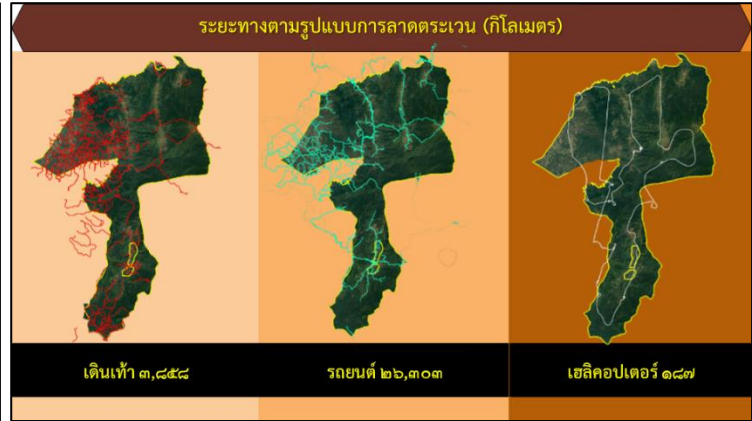 ระยะทางตามรูปแบบการลาดตระเวน (กิโลเมตร)
เดินเท้า ๓,๘๕๘
รถยนต์ ๒๖,๓๐๓
เฮลิคอปเตอร์ ๑๘๗